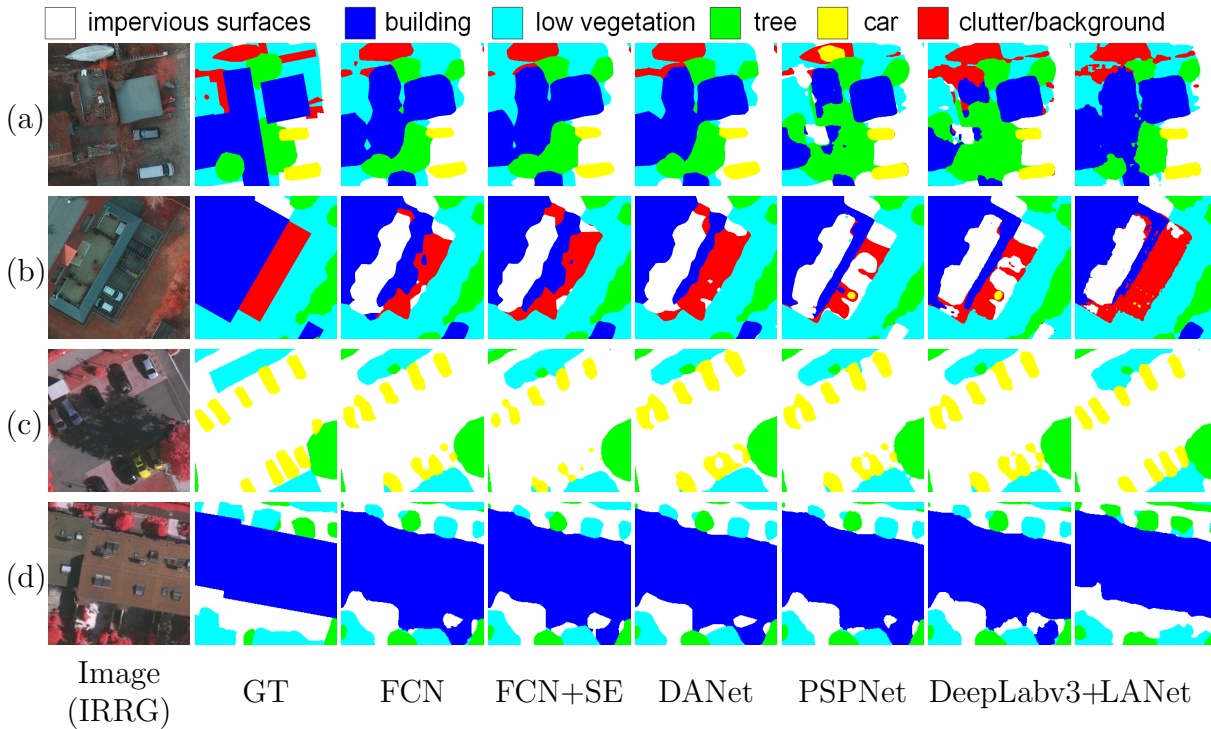 impervious surfaces building low vegetation tree car clutter/background
(a)
(b)
(c)
(d)
Image
(IRRG) GT FCN FCN+SE DANet PSPNet DeepLabv3+LANet